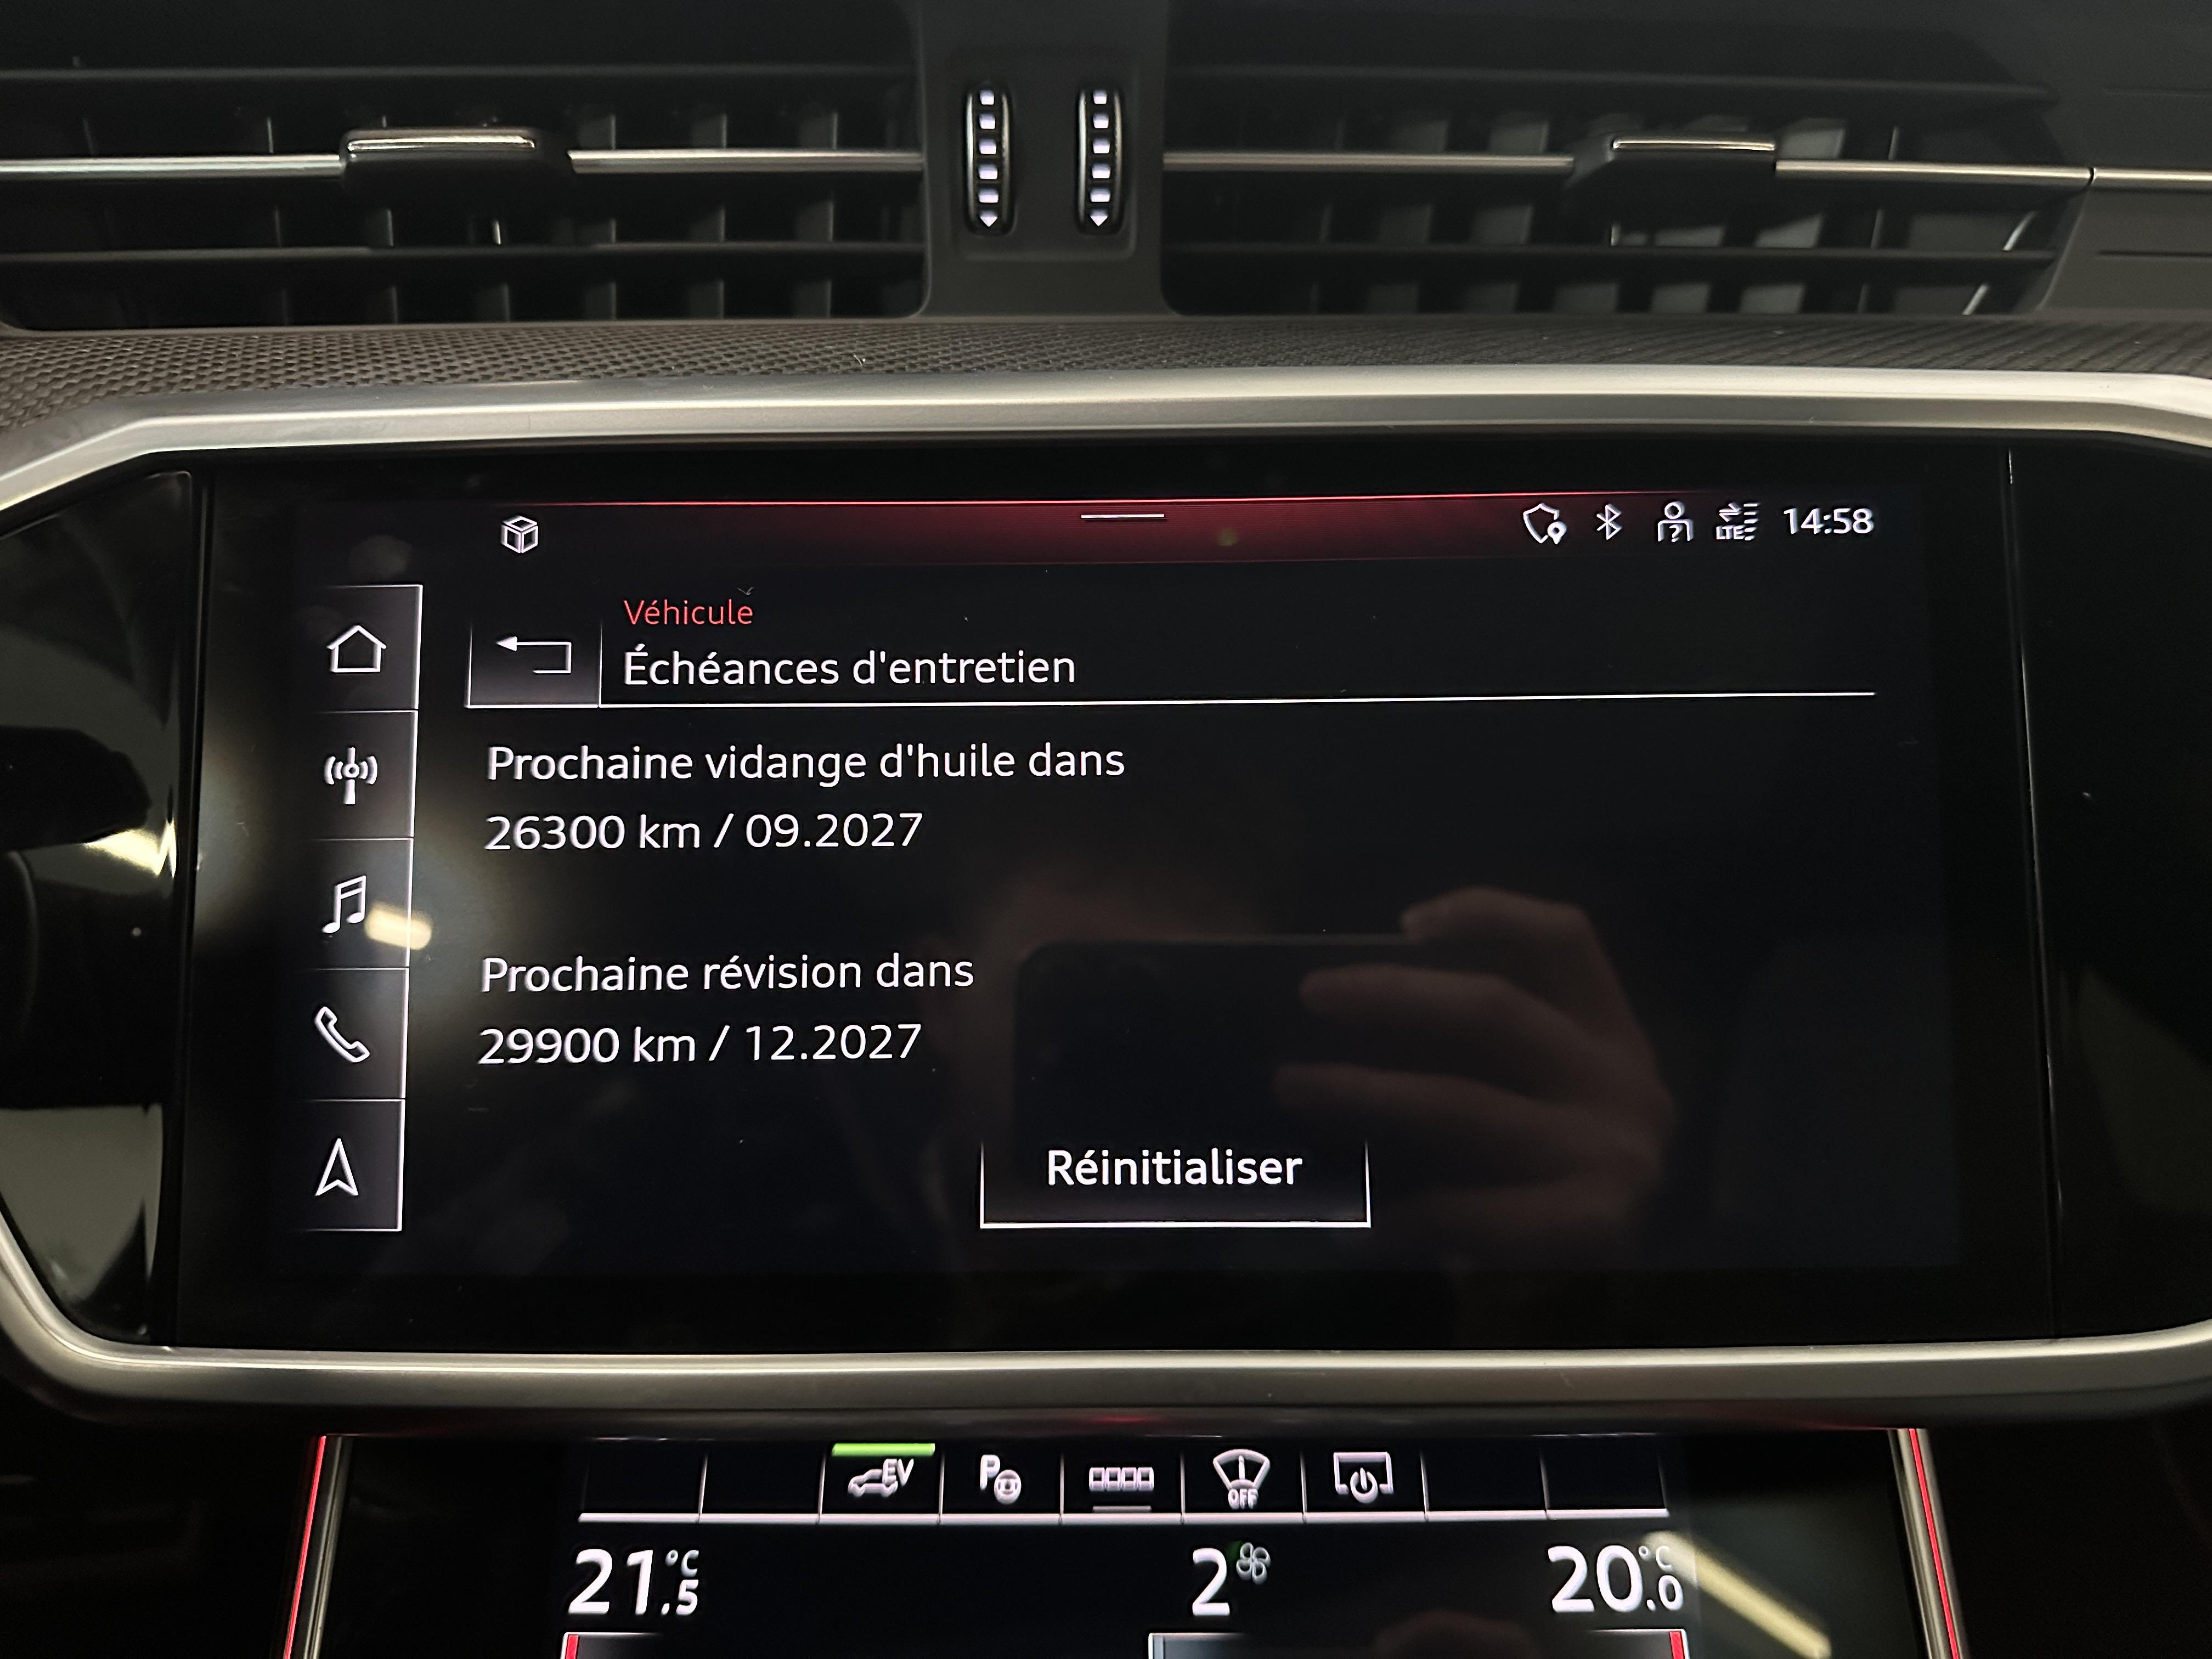 LTE 14:58
Véhicule
Échéances d'entretien
Prochaine vidange d'huile dans
26300 km / 09.2027
Prochaine révision dans
29900 km / 12.2027
Réinitialiser
EV P OFF
21.5 °C 2 20.0 °C